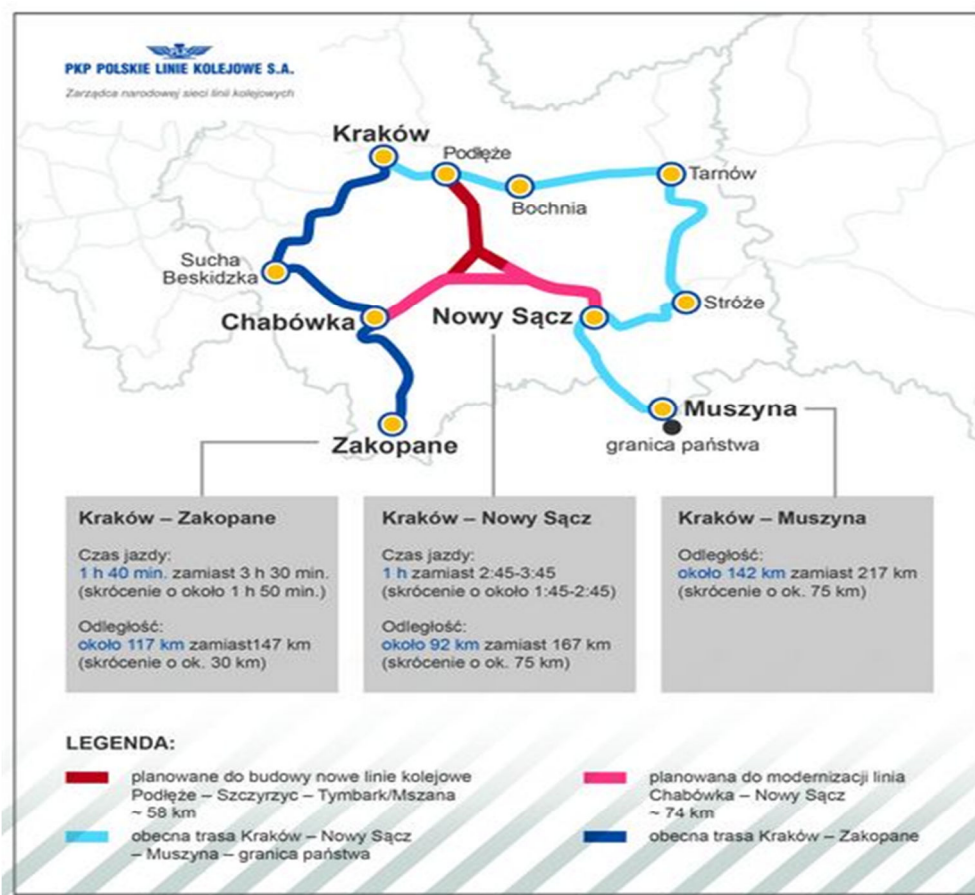 PKP POLSKIE LINIE KOLEJOWE S.A.
Zarządca narodowej sieci linii kolejowych
Kraków
Podłęże
Tarnów
Bochnia
Sucha
Beskidzka
Stróże
Chabówka
Nowy Sącz
Muszyna
granica państwa
Zakopane
Kraków – Zakopane
Czas jazdy:
1 h 40 min. zamiast 3 h 30 min.
(skrócenie o około 1 h 50 min.)
Odległość:
około 117 km zamiast147 km
(skrócenie o ok. 30 km)
Kraków – Nowy Sącz
Czas jazdy:
1 h zamiast 2:45-3:45
(skrócenie o około 1:45-2:45)
Odległość:
około 92 km zamiast 167 km
(skrócenie o ok. 75 km)
Kraków – Muszyna
Odległość:
około 142 km zamiast 217 km
(skrócenie o ok. 75 km)
LEGENDA:
planowane do budowy nowe linie kolejowe
Podłęże – Szczyrzyc – Tymbark/Mszana
~ 58 km
obecna trasa Kraków – Nowy Sącz
– Muszyna – granica państwa
planowana do modernizacji linia
Chabówka – Nowy Sącz
~ 74 km
obecna trasa Kraków – Zakopane